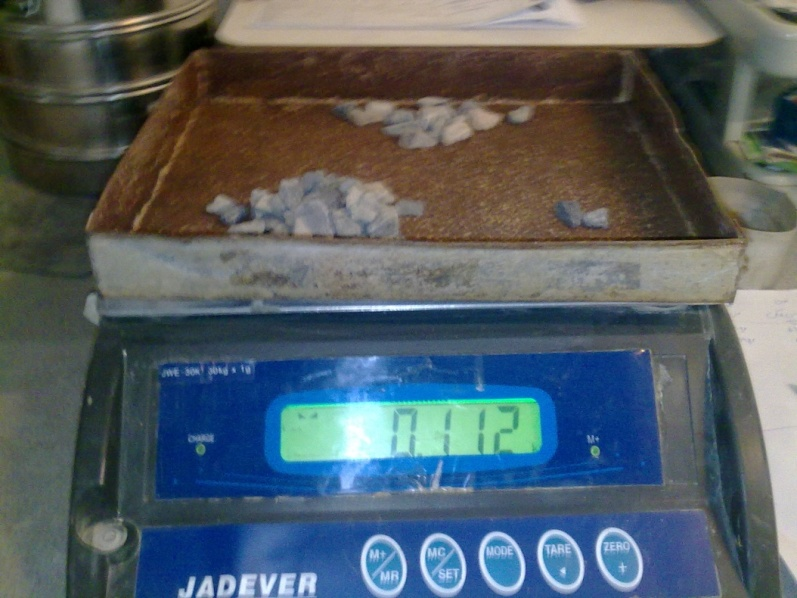 JWE-30K 30kg x 1g
CHARGE
0.112
M+
M+ MR
MC SET
MODE
TARE
ZERO +
JADEVER